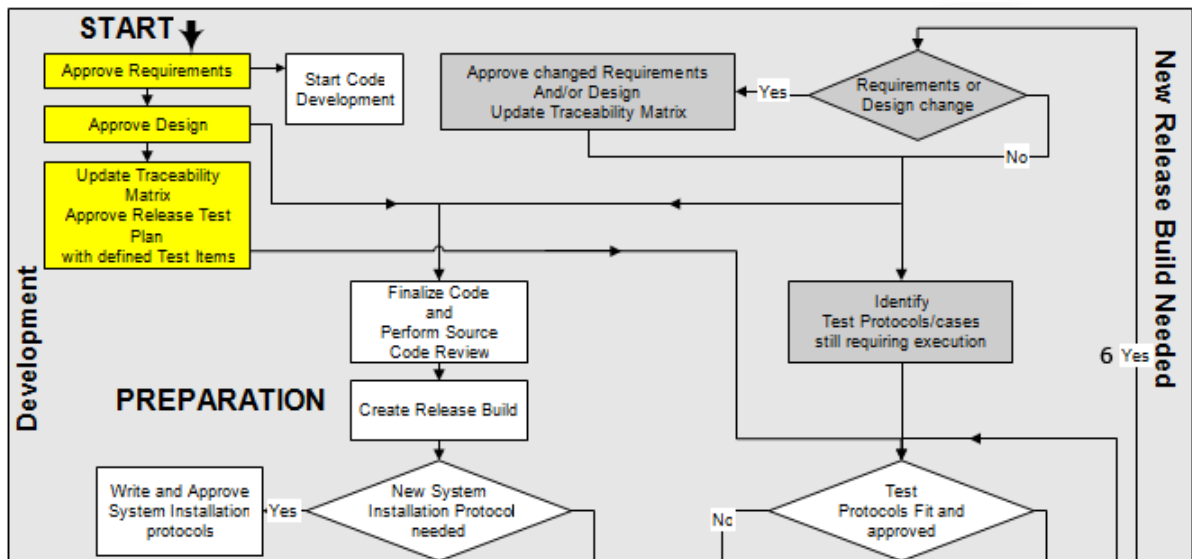 START
Approve Requirements
Start Code
Development
Approve Design
Update Traceability
Matrix
Approve Release Test
Plan
with defined Test Items
Approve changed Requirements
And/or Design
Update Traceability Matrix
Yes
Requirements or
Design change
No
New Release Build Needed
Development
Finalize Code
and
Perform Source
Code Review
Identify
Test Protocols/cases
still requiring execution
6 Yes
PREPARATION
Create Release Build
Write and Approve
System Installation
protocols
Yes
New System
Installation Protocol
needed
No
Test
Protocols Fit and
approved